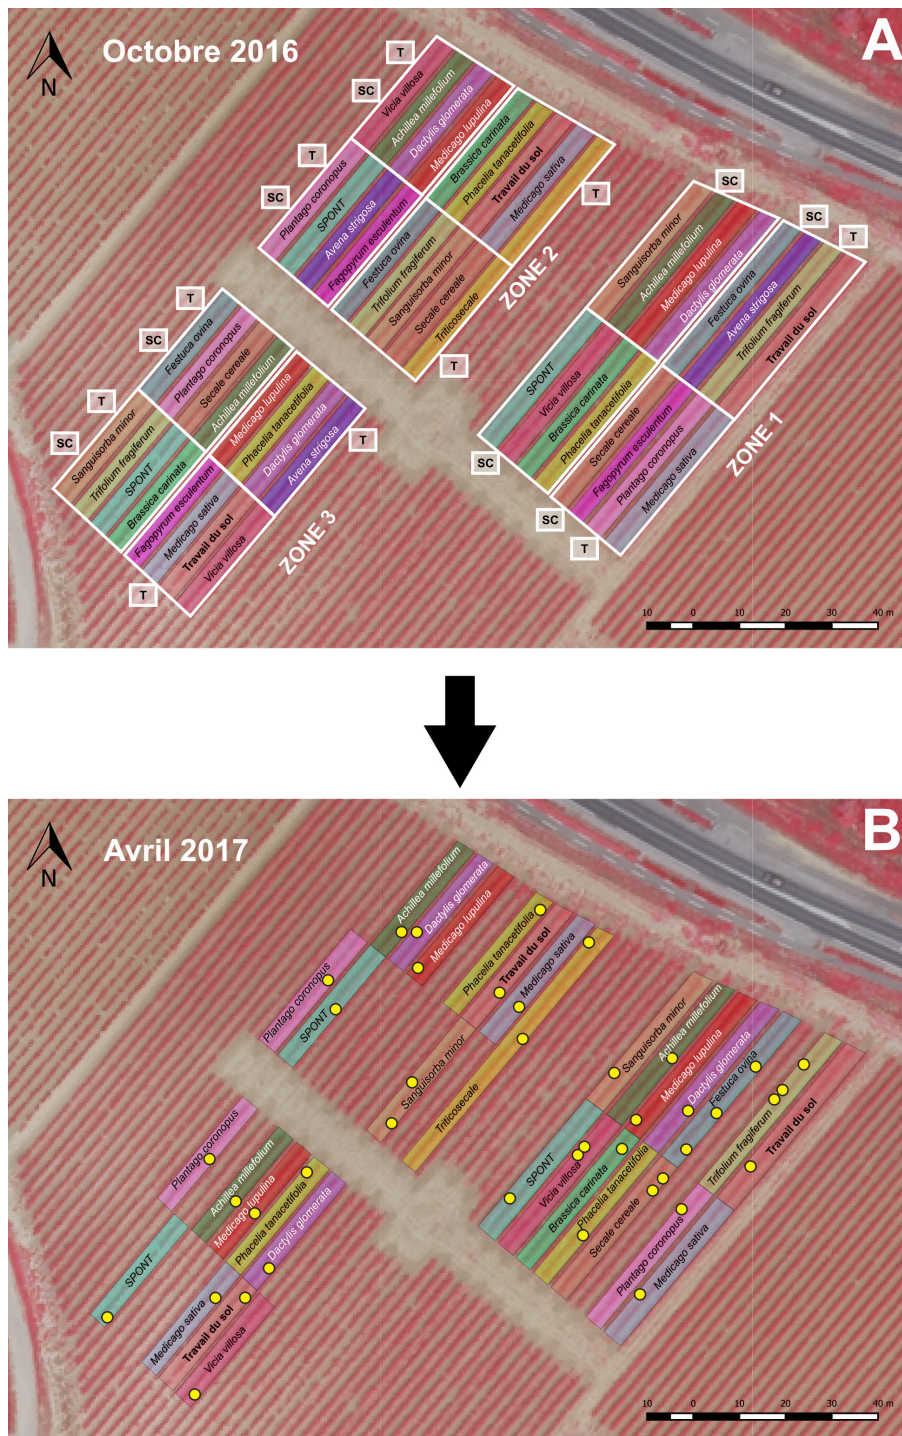 Octobre 2016
A
N
T
SC
T
SC
Vicia villosa
Achillea millefolium
Dactylis glomerata
Medicago lupulina
Brassica carinata
Phacelia tanacetifolia
Travail du sol
Medicago sativa
T
Plantago coronopus
SPONT
Avena strigosa
Fagopyrum esculentum
Festuca ovina
Trifolium fragiferum
Sanguisorba minor
Secale cereale
Triticosecale
T
ZONE 2
SC
SC
T
Sanguisorba minor
Achillea millefolium
Medicago lupulina
Dactylis glomerata
Festuca ovina
Avena strigosa
Trifolium fragiferum
Travail du sol
SPONT
Vicia villosa
Brassica carinata
Phacelia tanacetifolia
Secale cereale
Fagopyrum esculentum
Plantago coronopus
Medicago sativa
SC
SC
T
ZONE 1
T
SC
T
SC
Festuca ovina
Plantago coronopus
Secale cereale
Achillea millefolium
Medicago lupulina
Phacelia tanacetifolia
Dactylis glomerata
Avena strigosa
T
Sanguisorba minor
Trifolium fragiferum
SPONT
Brassica carinata
Fagopyrum esculentum
Medicago sativa
Travail du sol
Vicia villosa
T
ZONE 3
10 0 10 20 30 40 m
Avril 2017
B
N
Achillea millefolium
Dactylis glomerata
Medicago lupulina
Phacelia tanacetifolia
Travail du sol
Medicago sativa
Plantago coronopus
SPONT
Sanguisorba minor
Triticosecale
Sanguisorba minor
Achillea millefolium
Medicago lupulina
Dactylis glomerata
Festuca ovina
Trifolium fragiferum
Travail du sol
SPONT
Vicia villosa
Brassica carinata
Phacelia tanacetifolia
Secale cereale
Plantago coronopus
Medicago sativa
Plantago coronopus
Achillea millefolium
Medicago lupulina
Phacelia tanacetifolia
Dactylis glomerata
SPONT
Medicago sativa
Travail du sol
Vicia villosa
10 0 10 20 30 40 m